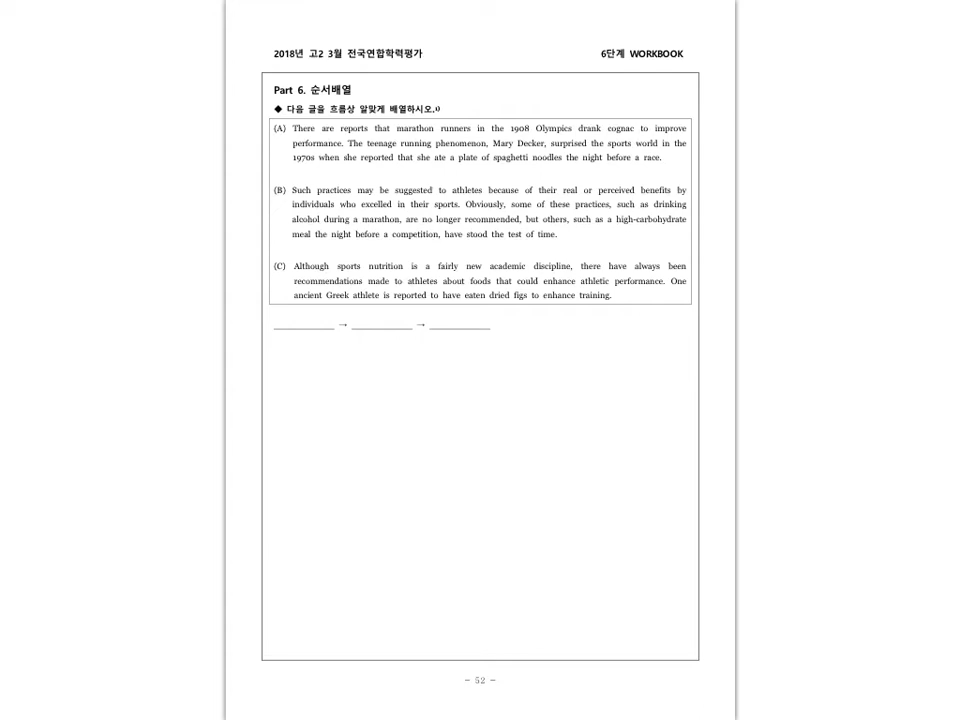 2018년 고2 3월 전국연합학력평가 6단계 WORKBOOK
Part 6. 순서배열
◆ 다음 글을 흐름상 알맞게 배열하시오.1)
(A) There are reports that marathon runners in the 1908 Olympics drank cognac to improve
performance. The teenage running phenomenon, Mary Decker, surprised the sports world in the
1970s when she reported that she ate a plate of spaghetti noodles the night before a race.
(B) Such practices may be suggested to athletes because of their real or perceived benefits by
individuals who excelled in their sports. Obviously, some of these practices, such as drinking
alcohol during a marathon, are no longer recommended, but others, such as a high-carbohydrate
meal the night before a competition, have stood the test of time.
(C) Although sports nutrition is a fairly new academic discipline, there have always been
recommendations made to athletes about foods that could enhance athletic performance. One
ancient Greek athlete is reported to have eaten dried figs to enhance training.
____________ → ____________ → ____________
- 52 -